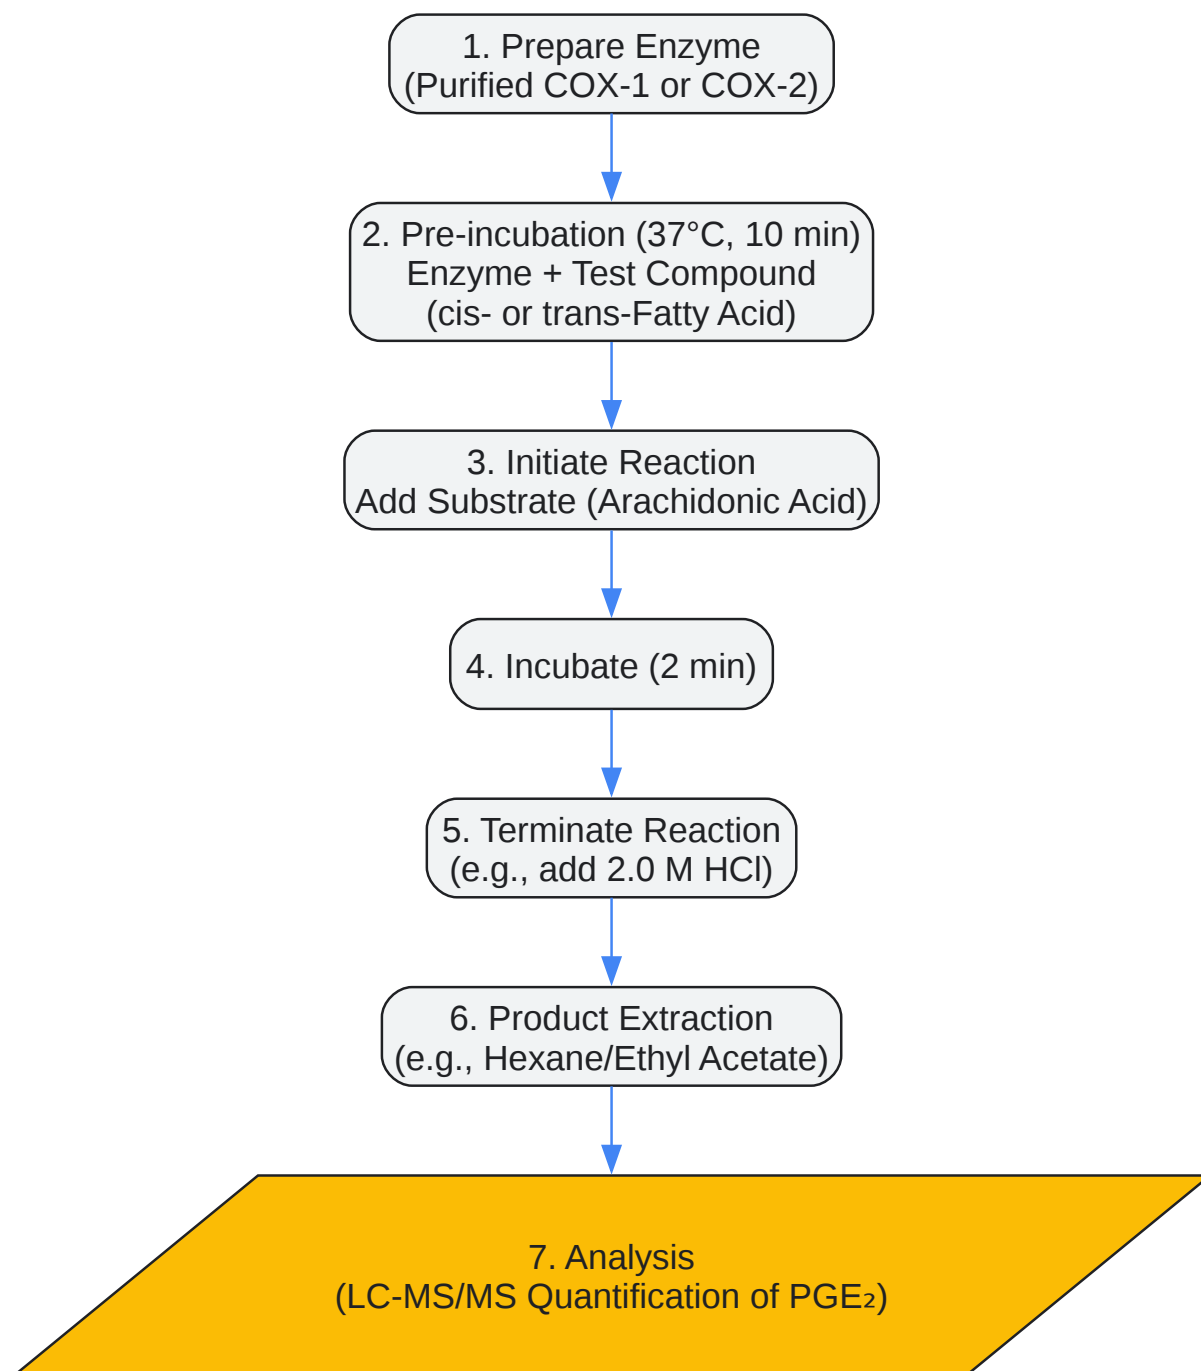 1. Prepare Enzyme
(Purified COX-1 or COX-2)
2. Pre-incubation (37°C, 10 min)
Enzyme + Test Compound
(cis- or trans-Fatty Acid)
3. Initiate Reaction
Add Substrate (Arachidonic Acid)
4. Incubate (2 min)
5. Terminate Reaction
(e.g., add 2.0 M HCl)
6. Product Extraction
(e.g., Hexane/Ethyl Acetate)
7. Analysis
(LC-MS/MS Quantification of PGE₂)